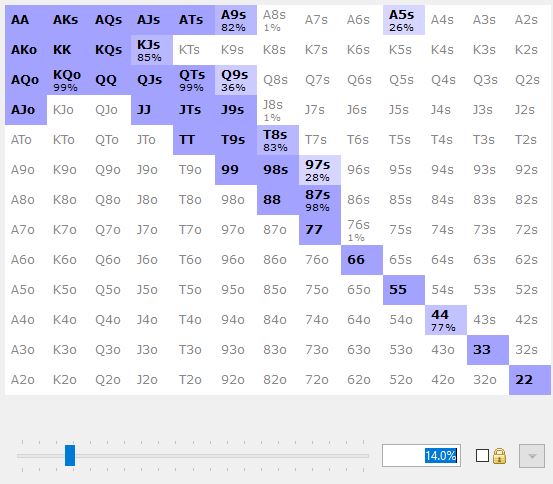 AA AKs AQs AJs ATs A9s A8s A7s A6s A5s A4s A3s A2s
82% 1% 26%
AKo KK KQs KJs KTs K9s K8s K7s K6s K5s K4s K3s K2s
85%
AQo KQo QQ QJs QTs Q9s Q8s Q7s Q6s Q5s Q4s Q3s Q2s
99% 99% 36%
AJo KJo QJo JJ JTs J9s J8s J7s J6s J5s J4s J3s J2s
1%
ATo KTo QTo JTo TT T9s T8s T7s T6s T5s T4s T3s T2s
83%
A9o K9o Q9o J9o T9o 99 98s 97s 96s 95s 94s 93s 92s
28%
A8o K8o Q8o J8o T8o 98o 88 87s 86s 85s 84s 83s 82s
98%
A7o K7o Q7o J7o T7o 97o 87o 77 76s 75s 74s 73s 72s
1%
A6o K6o Q6o J6o T6o 96o 86o 76o 66 65s 64s 63s 62s
A5o K5o Q5o J5o T5o 95o 85o 75o 65o 55 54s 53s 52s
A4o K4o Q4o J4o T4o 94o 84o 74o 64o 54o 44 43s 42s
77%
A3o K3o Q3o J3o T3o 93o 83o 73o 63o 53o 43o 33 32s
A2o K2o Q2o J2o T2o 92o 82o 72o 62o 52o 42o 32o 22
14.0%